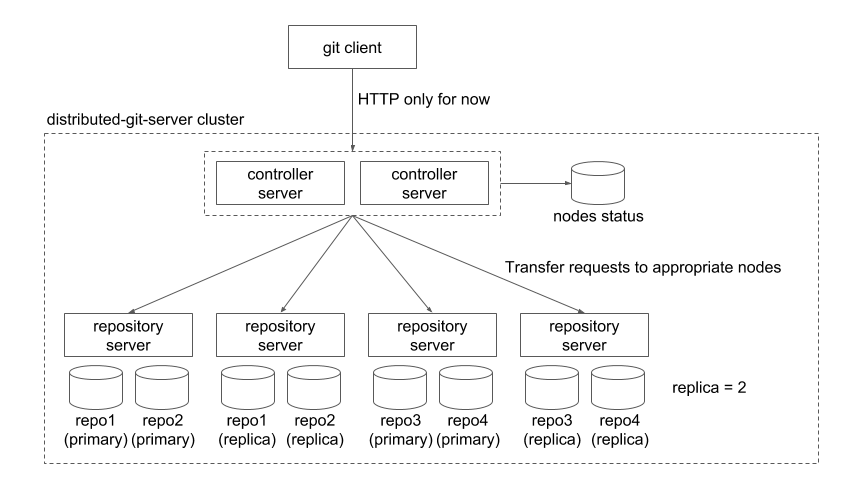 git client
HTTP only for now
distributed-git-server cluster
controller
server
controller
server
nodes status
Transfer requests to appropriate nodes
repository
server
repository
server
repository
server
repository
server
replica = 2
repo1
(primary)
repo2
(primary)
repo1
(replica)
repo2
(replica)
repo3
(primary)
repo4
(primary)
repo3
(replica)
repo4
(replica)